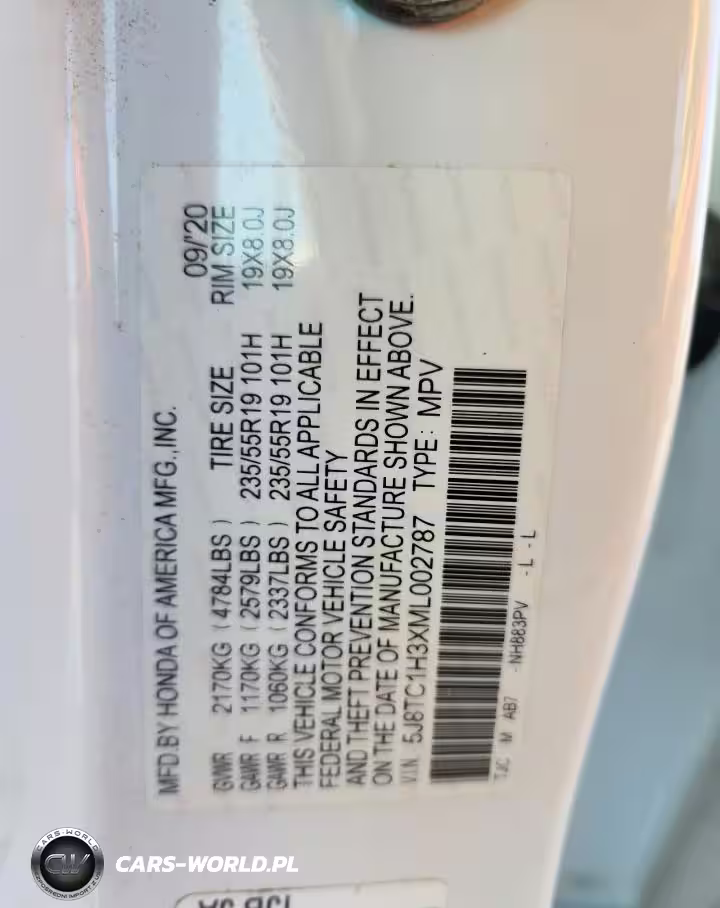 MFD.BY HONDA OF AMERICA MFG.,INC. 09/'20
GVWR 2170KG (4784LBS) TIRE SIZE RIM SIZE
GAWR F 1170KG (2579LBS) 235/55R19 101H 19X8.0J
GAWR R 1060KG (2337LBS) 235/55R19 101H 19X8.0J
THIS VEHICLE CONFORMS TO ALL APPLICABLE
FEDERAL MOTOR VEHICLE SAFETY
AND THEFT PREVENTION STANDARDS IN EFFECT
ON THE DATE OF MANUFACTURE SHOWN ABOVE.
V.I.N. 5J8TC1H3XML002787 TYPE: MPV
TJC M AB7 -NH883PV -L -L
CARS-WORLD
CW
CARS-WORLD.PL